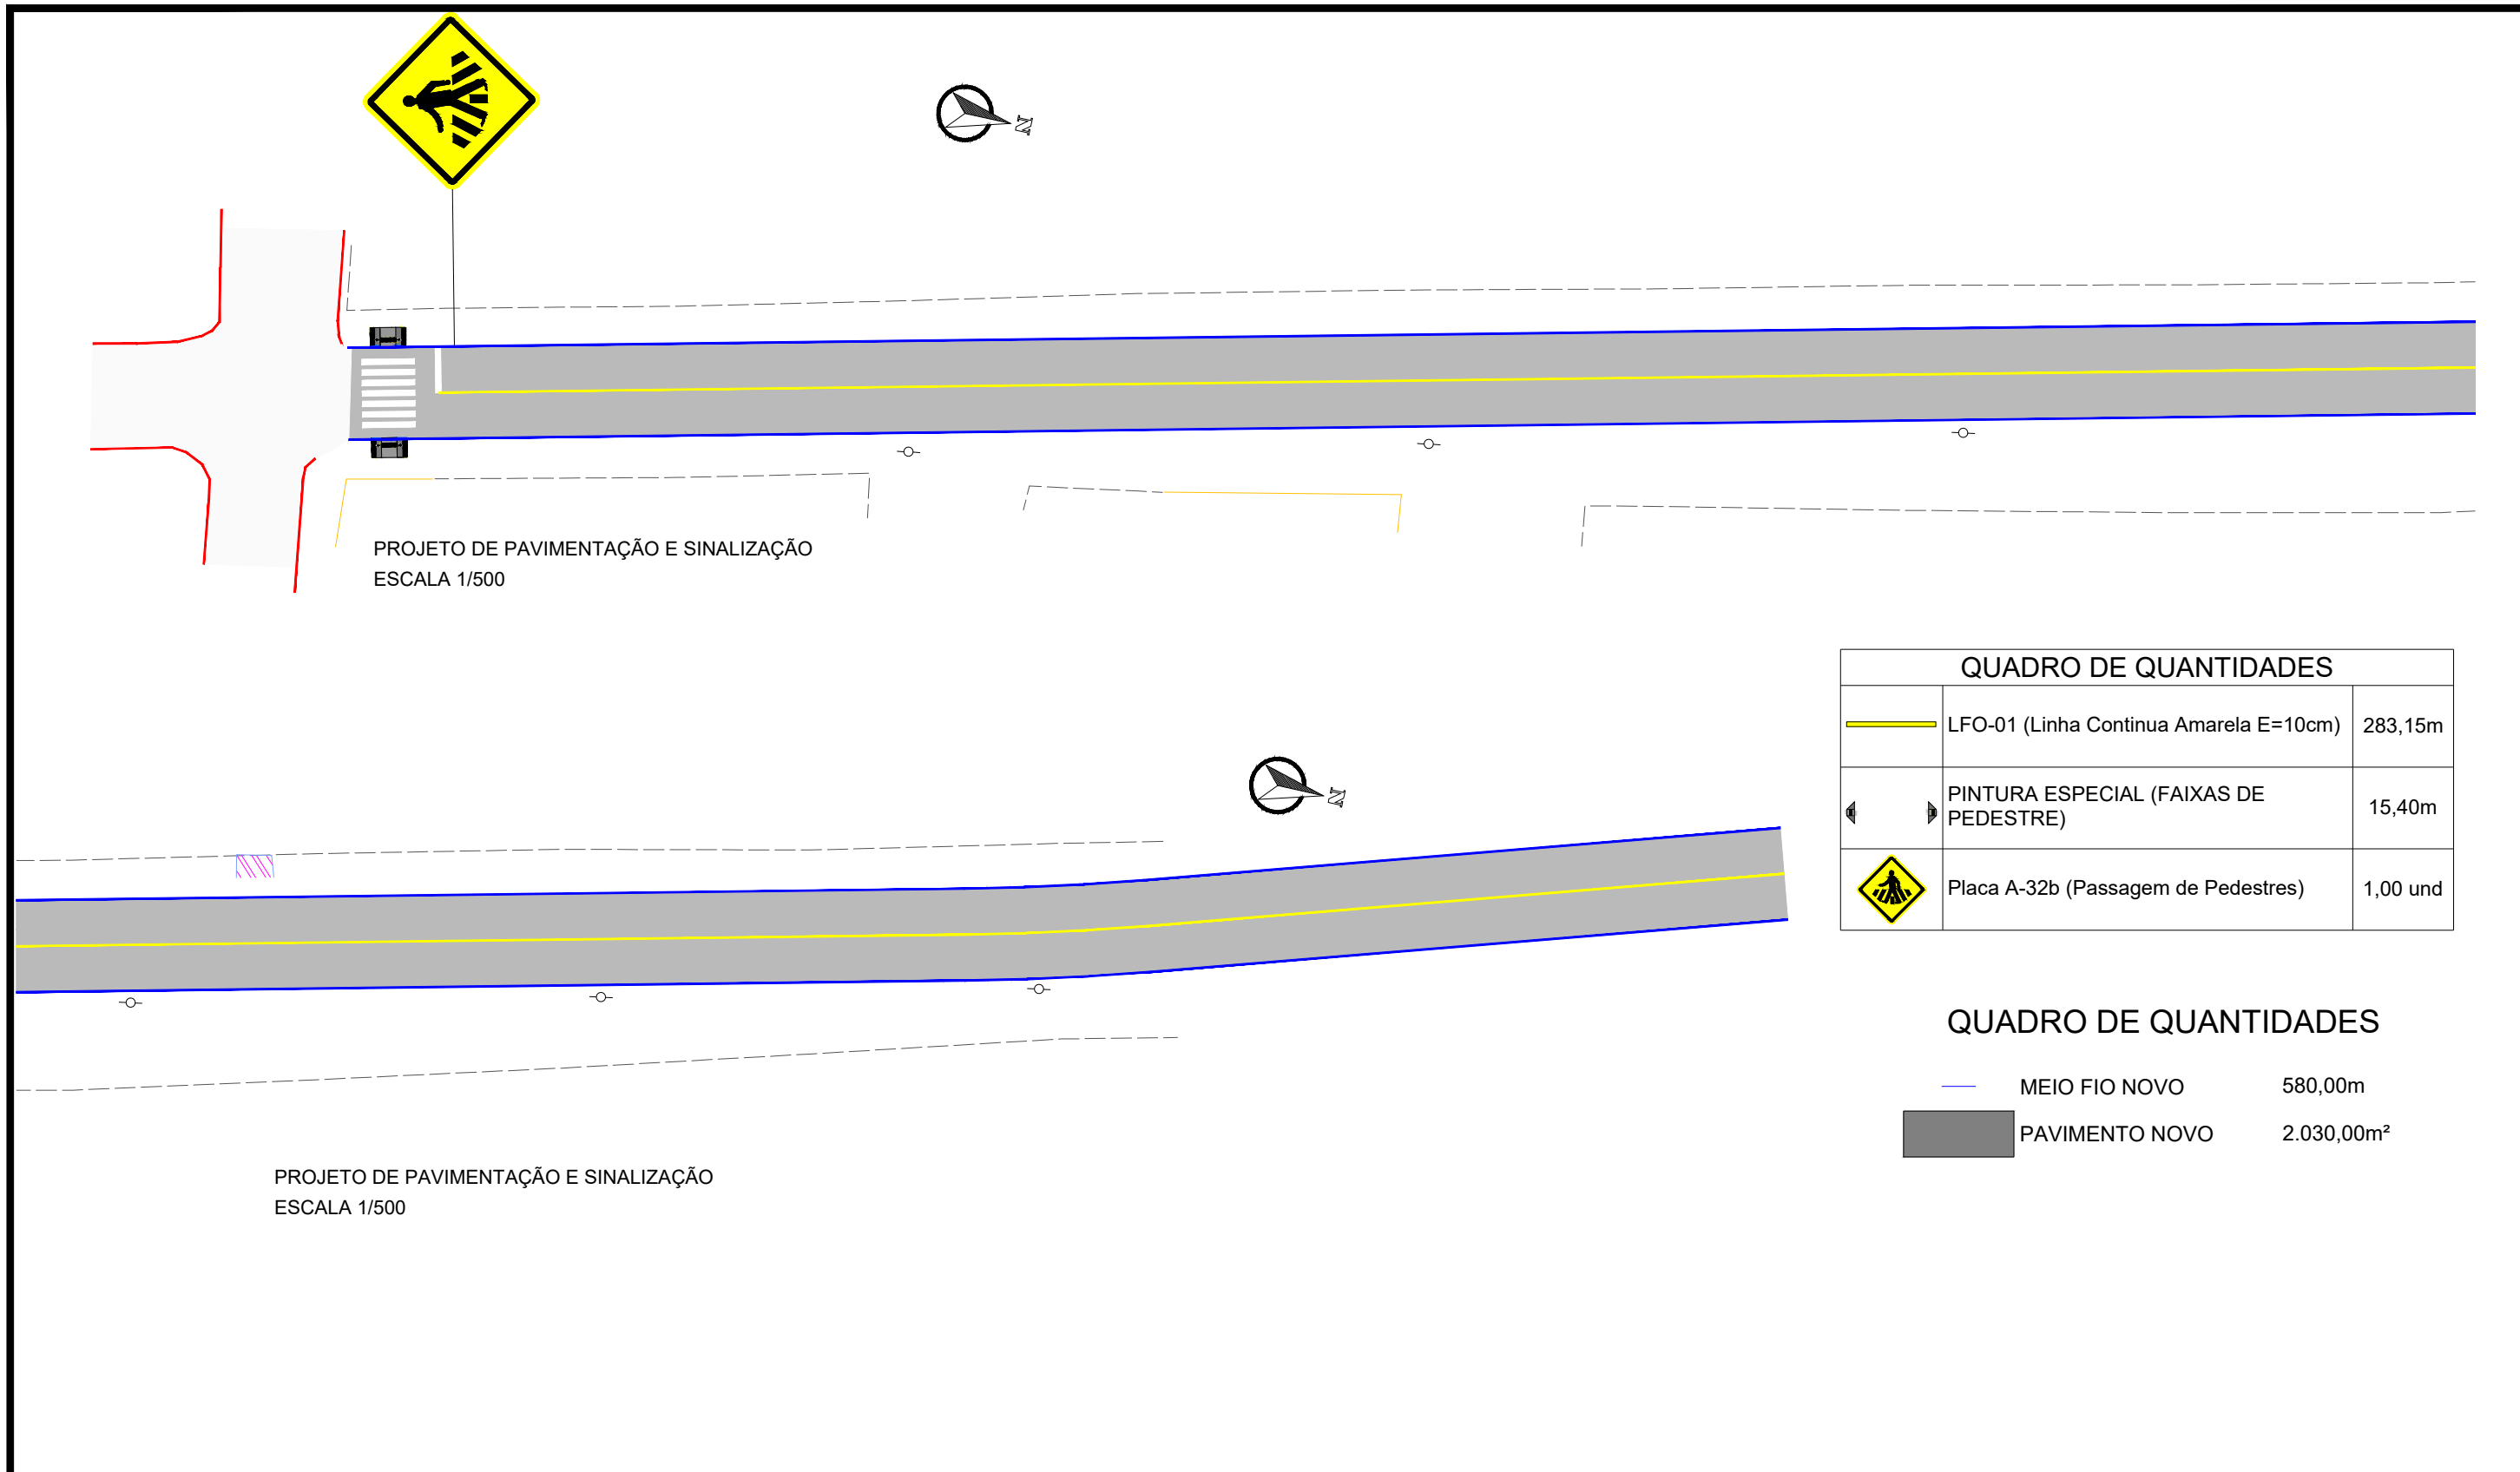 N
PROJETO DE PAVIMENTAÇÃO E SINALIZAÇÃO
ESCALA 1/500
QUADRO DE QUANTIDADES
LFO-01 (Linha Continua Amarela E=10cm) 283,15m
PINTURA ESPECIAL (FAIXAS DE
PEDESTRE) 15,40m
Placa A-32b (Passagem de Pedestres) 1,00 und
N
QUADRO DE QUANTIDADES
MEIO FIO NOVO 580,00m
PAVIMENTO NOVO 2.030,00m²
PROJETO DE PAVIMENTAÇÃO E SINALIZAÇÃO
ESCALA 1/500